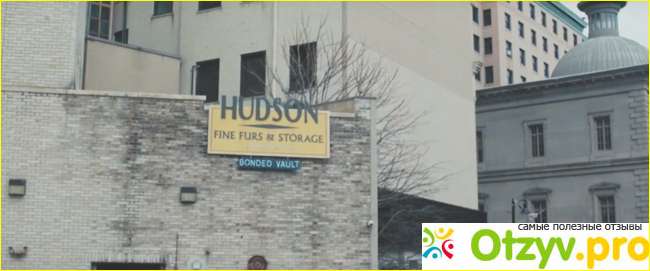 HUDSON
FINE FURS & STORAGE
BONDED VAULT
самые полезные отзывы
Otzyv.pro